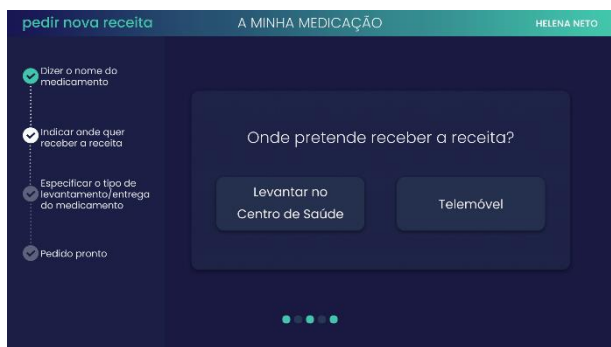 pedir nova receita
A MINHA MEDICAÇÃO
HELENA NETO
Dizer o nome do
medicamento
Indicar onde quer
receber a receita
Especificar o tipo de
levantamento/entrega
do medicamento
Pedido pronto
Onde pretende receber a receita?
Levantar no
Centro de Saúde
Telemóvel